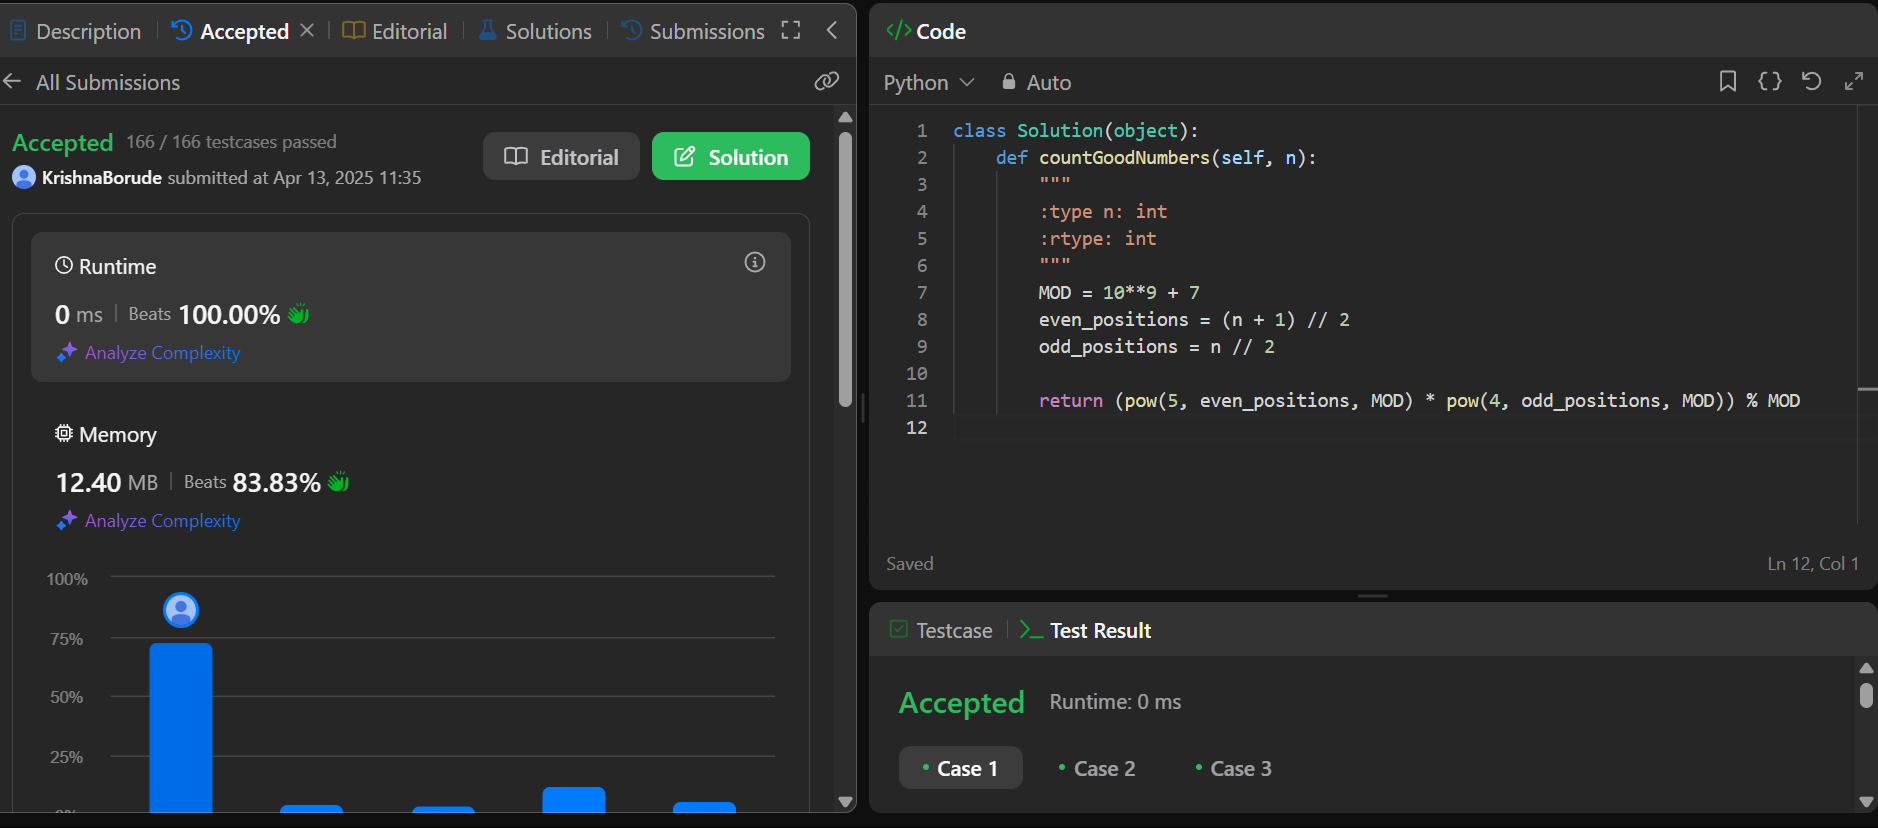 Description | Accepted × | Editorial | Solutions | Submissions
All Submissions
Accepted 166 / 166 testcases passed
KrishnaBorude submitted at Apr 13, 2025 11:35
Editorial
Solution
Runtime
0 ms | Beats 100.00%
Analyze Complexity
Memory
12.40 MB | Beats 83.83%
Analyze Complexity
100%
75%
50%
25%
</> Code
Python Auto
1 class Solution(object):
2     def countGoodNumbers(self, n):
3         """
4         :type n: int
5         :rtype: int
6         """
7         MOD = 10**9 + 7
8         even_positions = (n + 1) // 2
9         odd_positions = n // 2
10
11         return (pow(5, even_positions, MOD) * pow(4, odd_positions, MOD)) % MOD
12
Saved Ln 12, Col 1
Testcase | >_ Test Result
Accepted Runtime: 0 ms
• Case 1 • Case 2 • Case 3